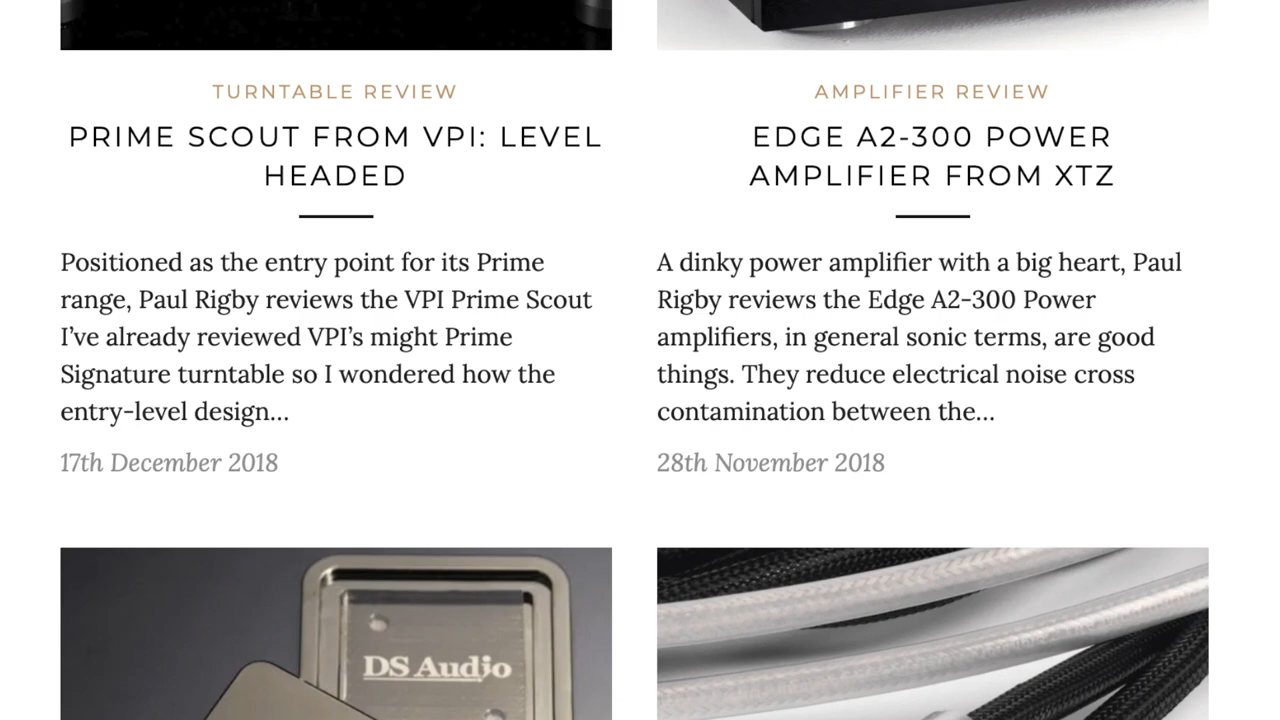 TURNTABLE REVIEW
PRIME SCOUT FROM VPI: LEVEL
HEADED
Positioned as the entry point for its Prime
range, Paul Rigby reviews the VPI Prime Scout
I’ve already reviewed VPI’s might Prime
Signature turntable so I wondered how the
entry-level design…
17th December 2018
AMPLIFIER REVIEW
EDGE A2-300 POWER
AMPLIFIER FROM XTZ
A dinky power amplifier with a big heart, Paul
Rigby reviews the Edge A2-300 Power
amplifiers, in general sonic terms, are good
things. They reduce electrical noise cross
contamination between the…
28th November 2018
DS Audio